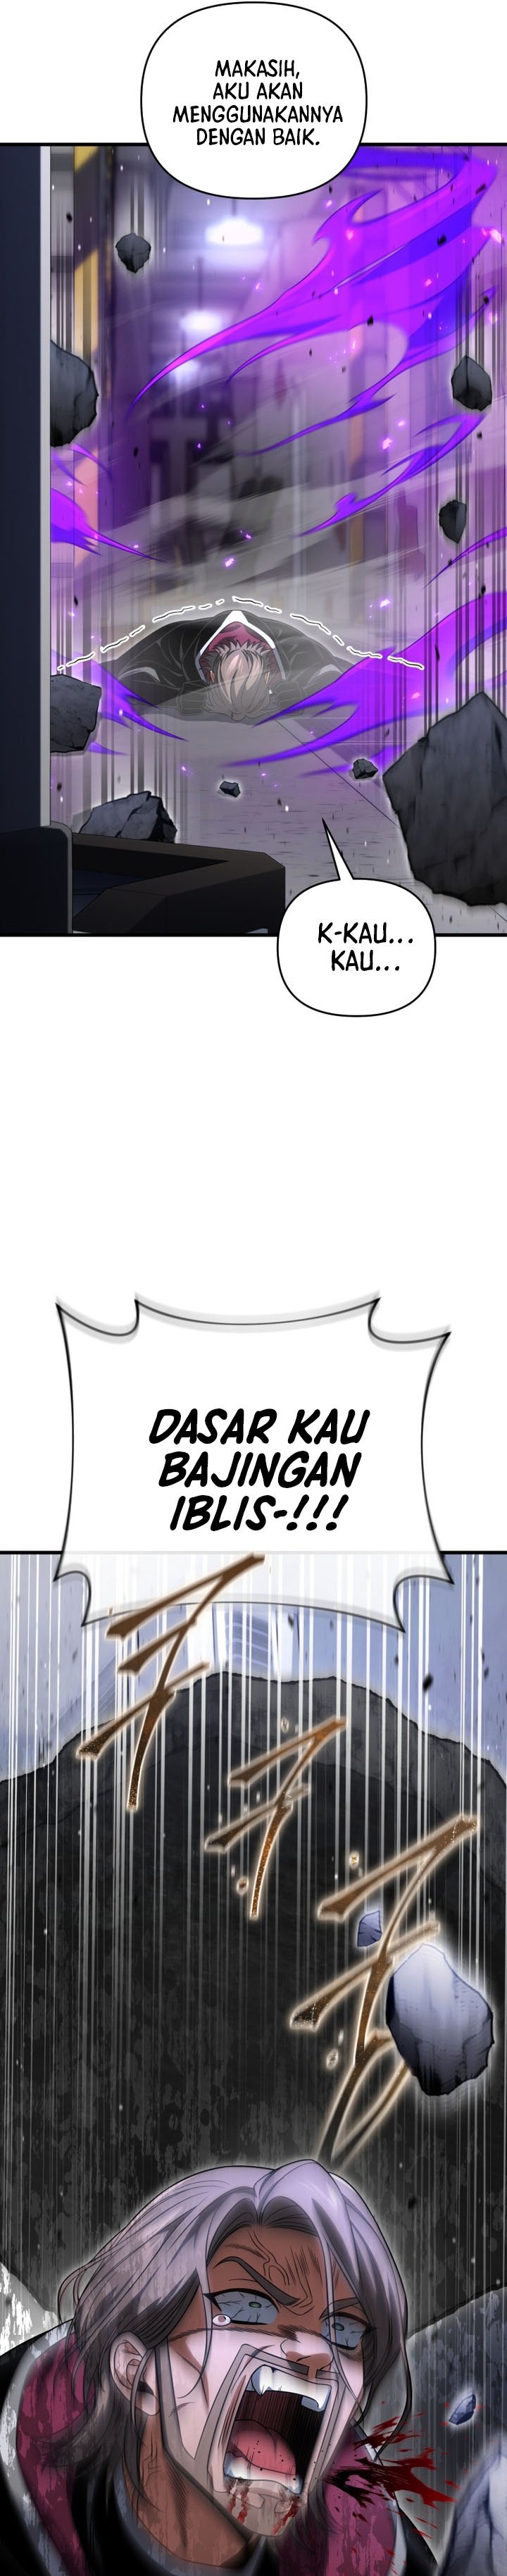 MAKASIH,
AKU AKAN
MENGGUNAKANNYA
DENGAN BAIK.
K-KAU...
KAU...
DASAR KAU
BAJINGAN
IBLIS-!!!